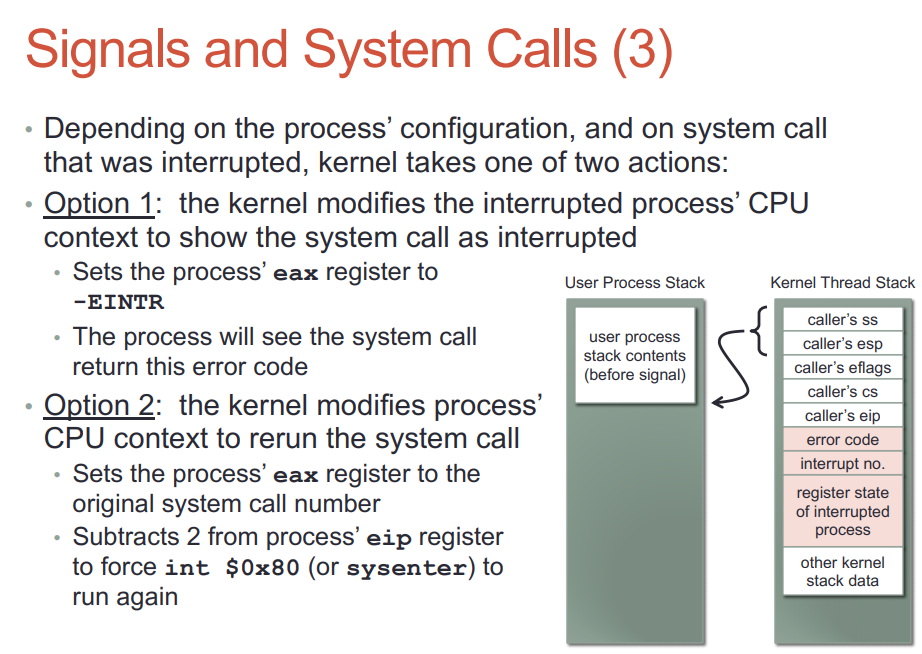 Signals and System Calls (3)
• Depending on the process’ configuration, and on system call
that was interrupted, kernel takes one of two actions:
• Option 1:  the kernel modifies the interrupted process’ CPU
context to show the system call as interrupted
• Sets the process’ eax register to
-EINTR
• The process will see the system call
return this error code
• Option 2:  the kernel modifies process’
CPU context to rerun the system call
• Sets the process’ eax register to the
original system call number
• Subtracts 2 from process’ eip register
to force int $0x80 (or sysenter) to
run again
User Process Stack
user process
stack contents
(before signal)
Kernel Thread Stack
caller’s ss
caller’s esp
caller’s eflags
caller’s cs
caller’s eip
error code
interrupt no.
register state
of interrupted
process
other kernel
stack data